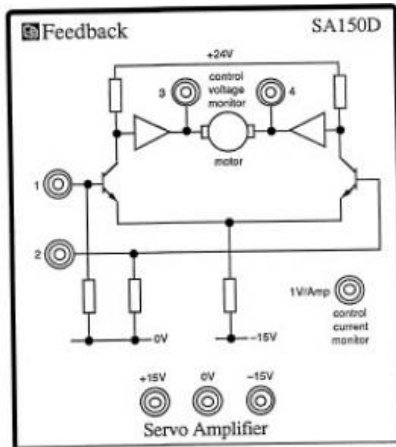 Feedback SA150D
+24V
3 control voltage monitor 4
motor
1
2
1V/Amp
control
current
monitor
0V
-15V
+15V 0V -15V
Servo Amplifier